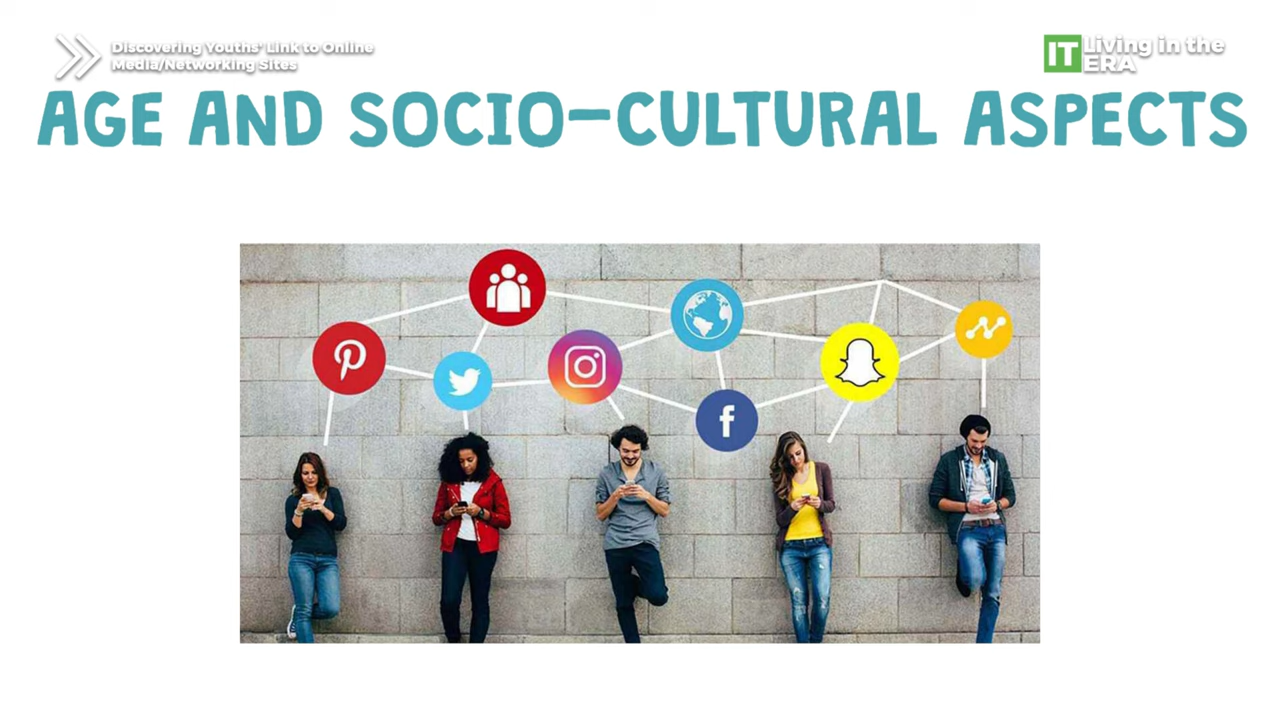 Discovering Youths' Link to Online
Media/Networking Sites
IT Living in the
ERA
AGE AND SOCIO-CULTURAL ASPECTS